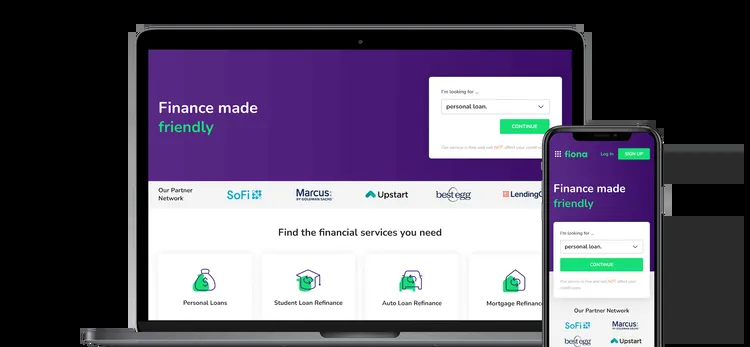 Finance made
friendly
I'm looking for ...
personal loan.
CONTINUE
Our service is free and will NOT affect your credit score.
Our Partner
Network
SoFi
Marcus:
BY GOLDMAN SACHS
Upstart
best egg
LendingC
Find the financial services you need
Personal Loans
Student Loan Refinance
Auto Loan Refinance
Mortgage Refinance
fiona
Log In
SIGN UP
Finance made
friendly
I'm looking for ...
personal loan.
CONTINUE
Our service is free and will NOT affect your
credit score.
Our Partner Network
SoFi
Marcus:
BY GOLDMAN SACHS
best egg
Upstart